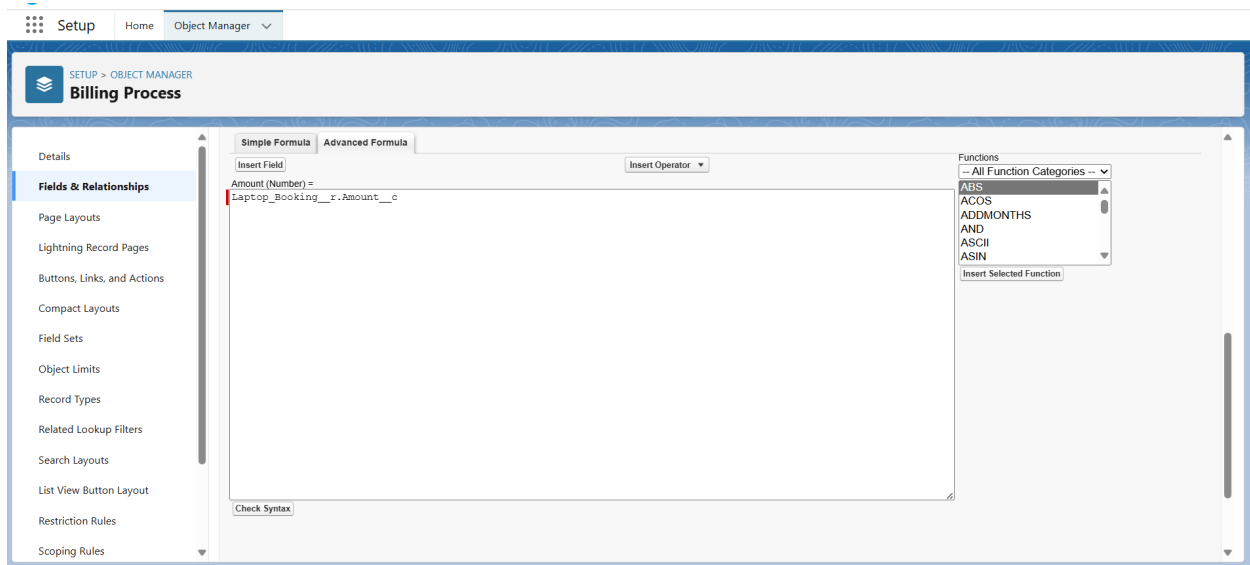 Setup Home Object Manager
SETUP > OBJECT MANAGER
Billing Process
Details
Fields & Relationships
Page Layouts
Lightning Record Pages
Buttons, Links, and Actions
Compact Layouts
Field Sets
Object Limits
Record Types
Related Lookup Filters
Search Layouts
List View Button Layout
Restriction Rules
Scoping Rules
Simple Formula Advanced Formula
Insert Field Insert Operator
Amount (Number) =
Laptop_Booking__r.Amount__c
Check Syntax
Functions
-- All Function Categories --
ABS
ACOS
ADDMONTHS
AND
ASCII
ASIN
Insert Selected Function